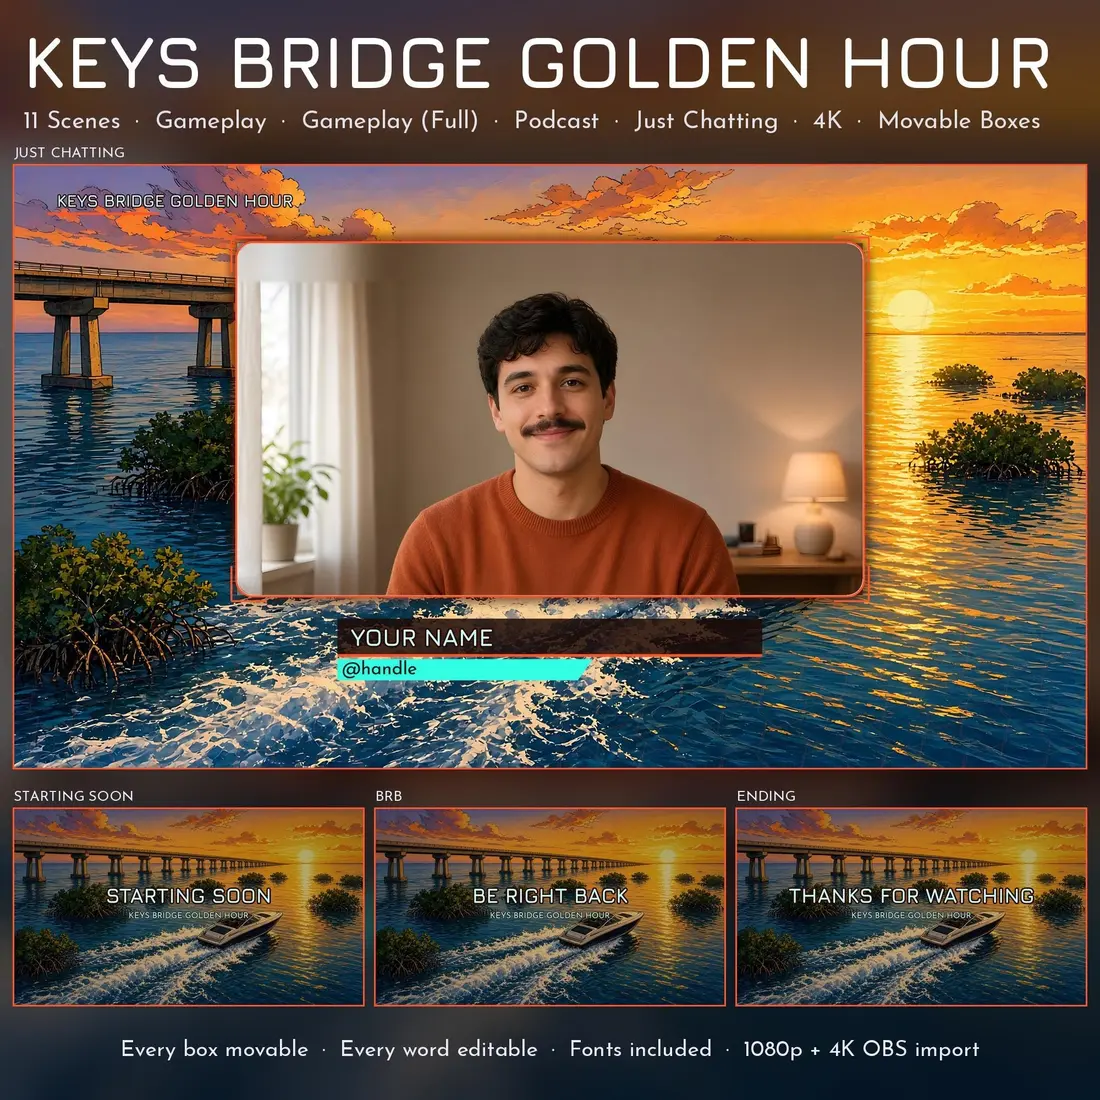 KEYS BRIDGE GOLDEN HOUR
11 Scenes · Gameplay · Gameplay (Full) · Podcast · Just Chatting · 4K · Movable Boxes
JUST CHATTING
KEYS BRIDGE GOLDEN HOUR
YOUR NAME
@handle
STARTING SOON
BRB
ENDING
STARTING SOON
KEYS BRIDGE GOLDEN HOUR
BE RIGHT BACK
KEYS BRIDGE GOLDEN HOUR
THANKS FOR WATCHING
KEYS BRIDGE GOLDEN HOUR
Every box movable · Every word editable · Fonts included · 1080p + 4K OBS import